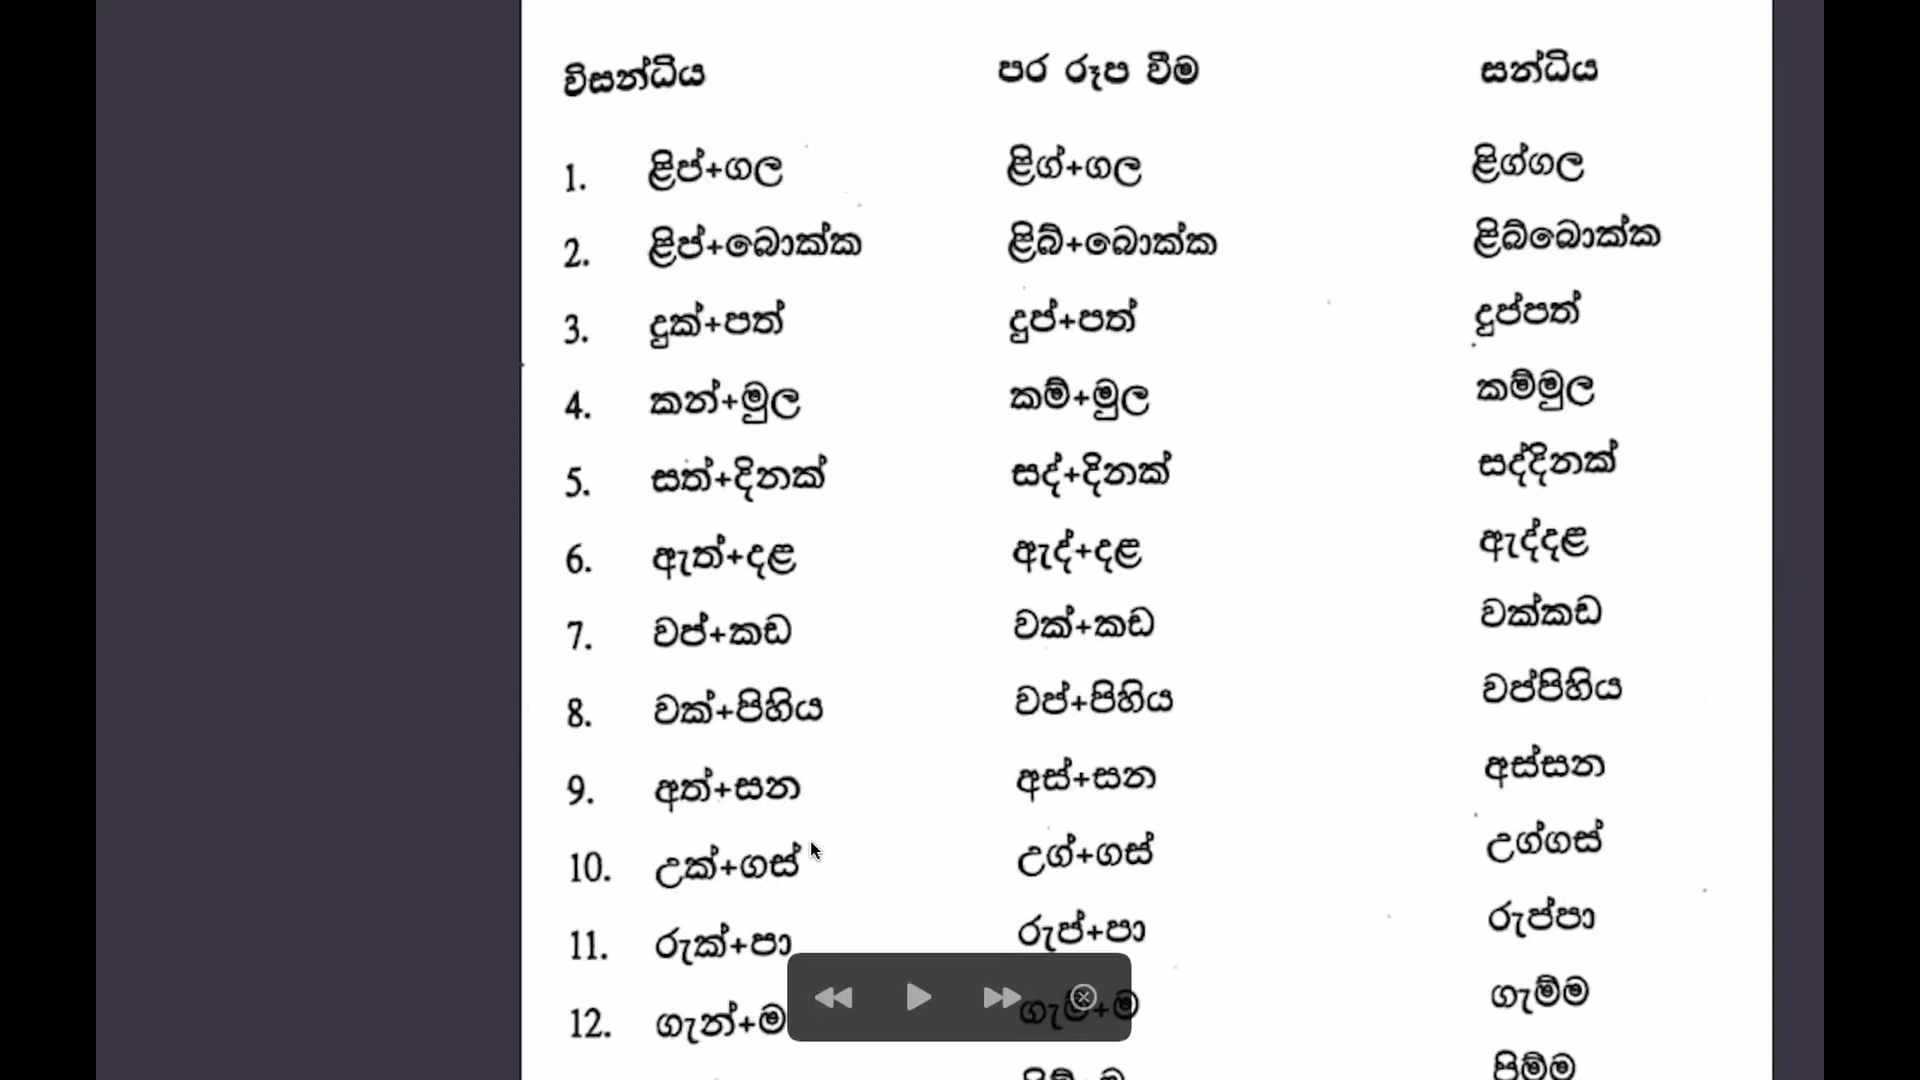 විසන්ධිය පර රූප වීම සන්ධිය
1. ළිප්+ගල ළිග්+ගල ළිග්ගල
2. ළිප්+බොක්ක ළිබ්+බොක්ක ළිබ්බොක්ක
3. දුක්+පත් දුප්+පත් දුප්පත්
4. කන්+මුල කම්+මුල කම්මුල
5. සත්+දිනක් සද්+දිනක් සද්දිනක්
6. ඇත්+දළ ඇද්+දළ ඇද්දළ
7. වප්+කඩ වක්+කඩ වක්කඩ
8. වක්+පිහිය වප්+පිහිය වප්පිහිය
9. අත්+සන අස්+සන අස්සන
10. උක්+ගස් උග්+ගස් උග්ගස්
11. රුක්+පා රුප්+පා රුප්පා
12. ගැන්+ම ගැම්+ම ගැම්ම
පිම්ම